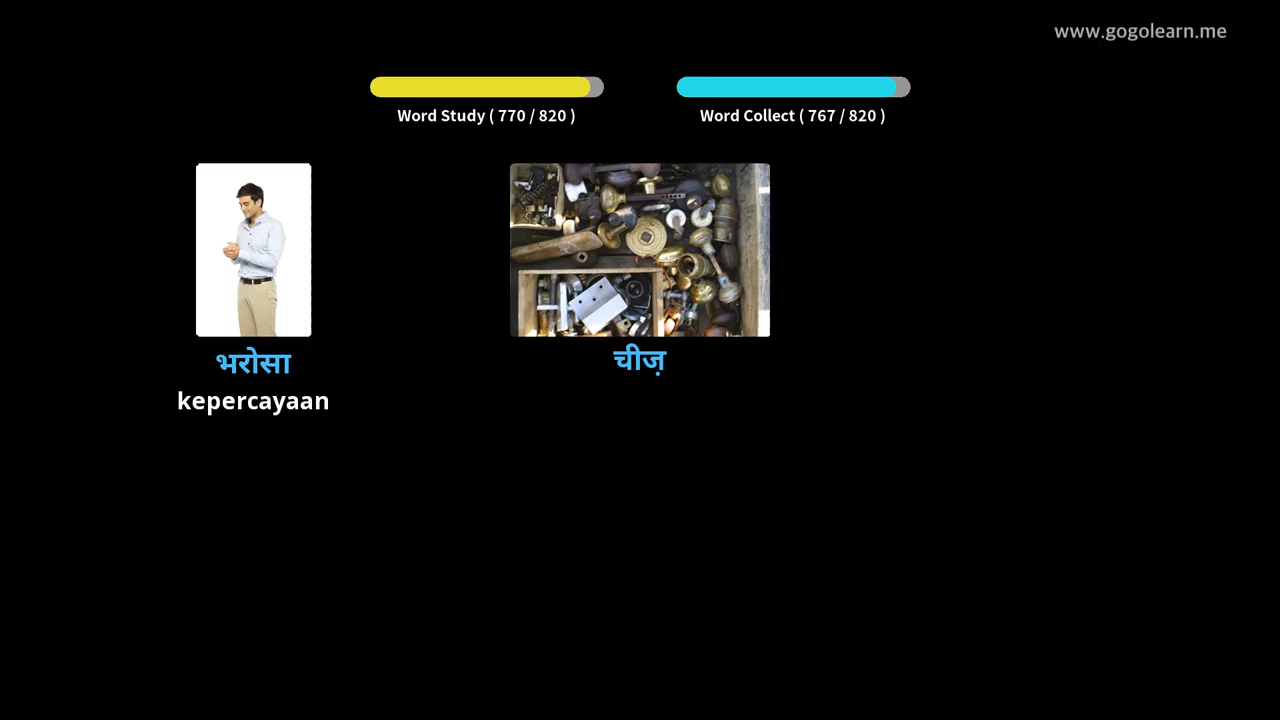 www.gogolearn.me
Word Study ( 770 / 820 )
Word Collect ( 767 / 820 )
भरोसा
चीज़
kepercayaan